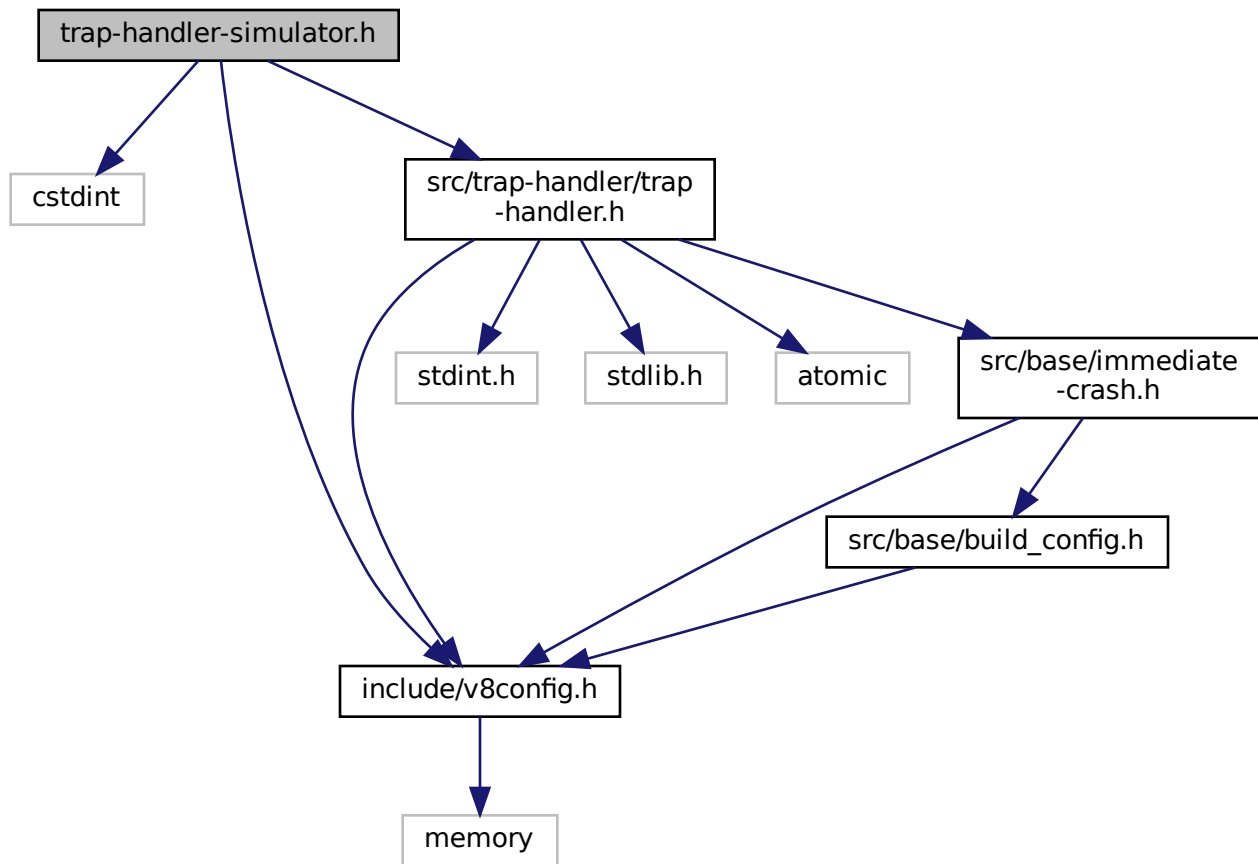 trap-handler-simulator.h
cstdint
src/trap-handler/trap
-handler.h
stdint.h
stdlib.h
atomic
src/base/immediate
-crash.h
src/base/build_config.h
include/v8config.h
memory